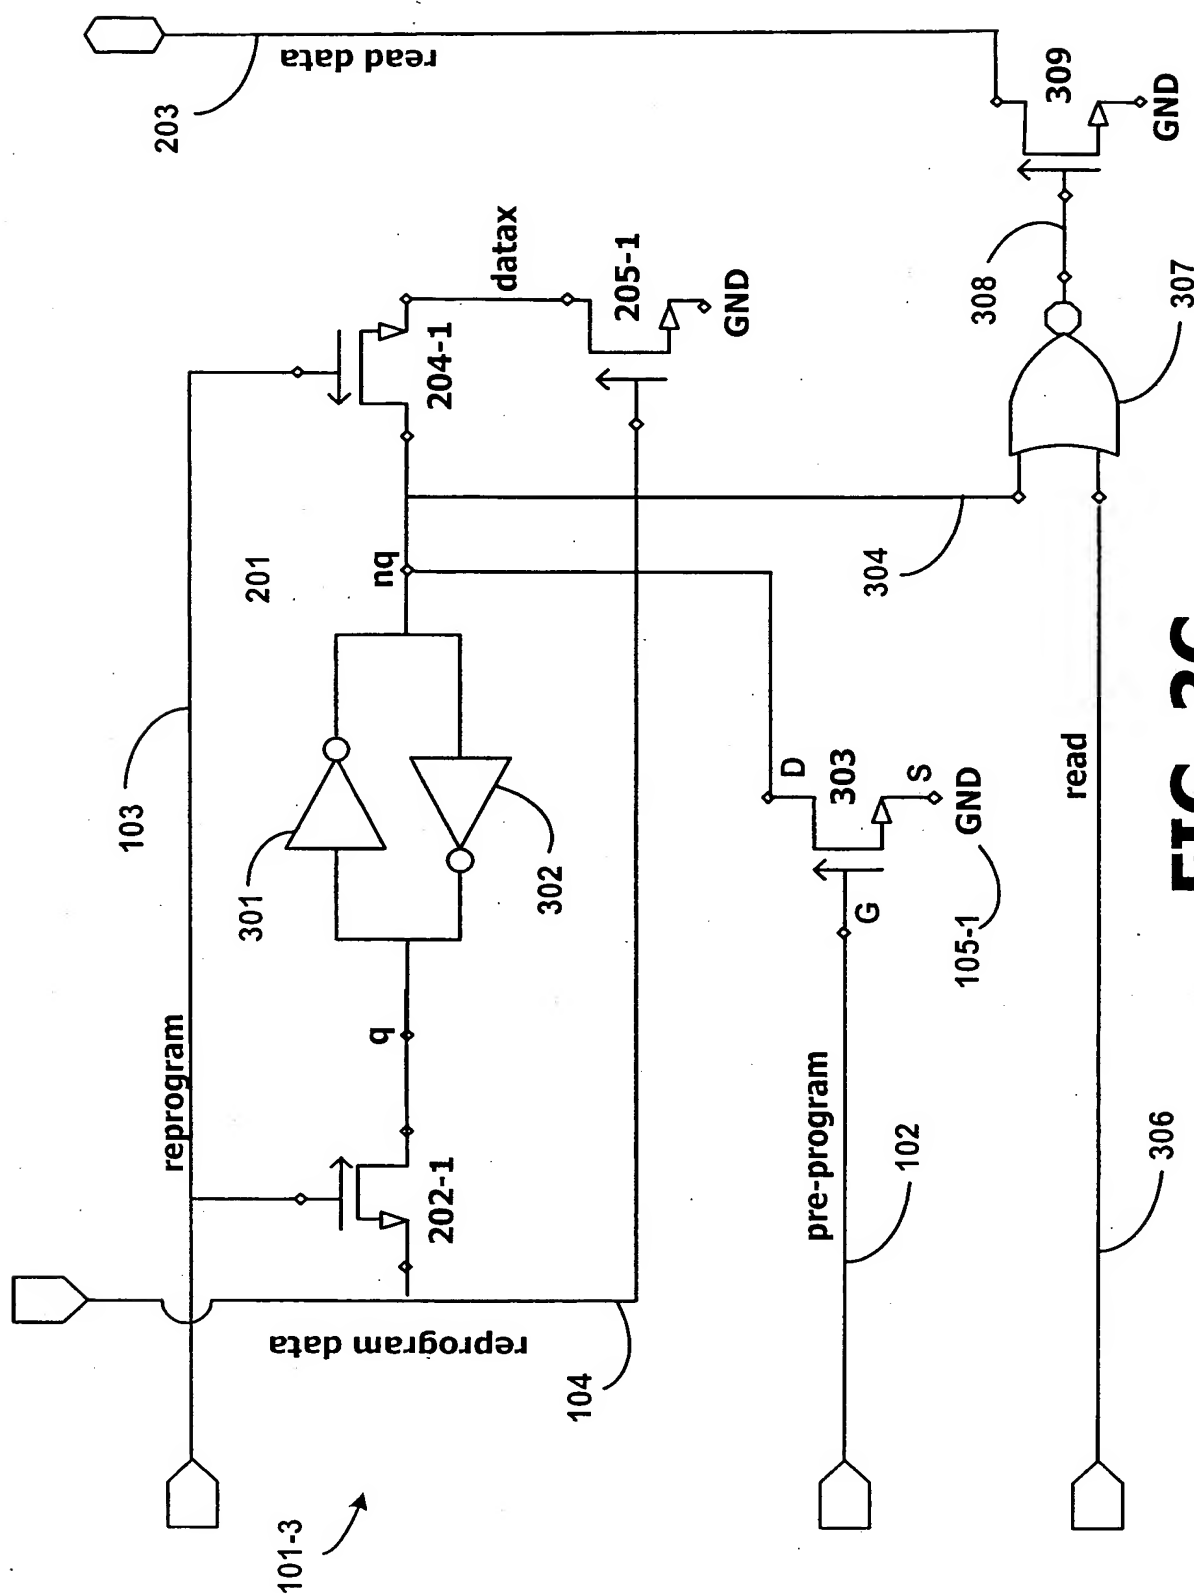 101-3
reprogram
103
reprogram data
104
202-1
q
301
302
201
nq
204-1
datax
205-1
GND
203
read data
pre-program
102
G
D
303
S
GND
105-1
304
read
306
307
308
309
GND